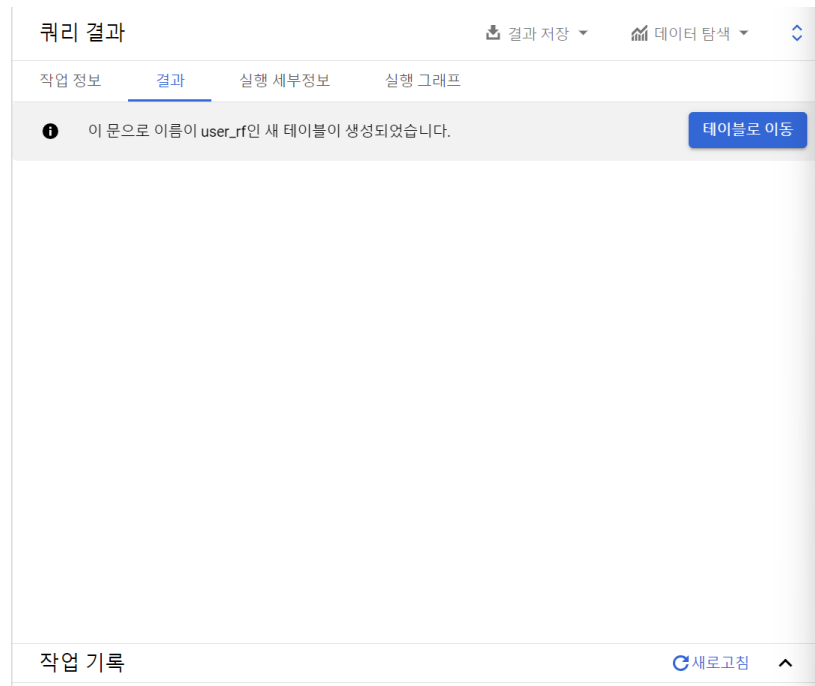 쿼리 결과
결과 저장
데이터 탐색
작업 정보
결과
실행 세부정보
실행 그래프
이 문으로 이름이 user_rf인 새 테이블이 생성되었습니다.
테이블로 이동
작업 기록
새로고침